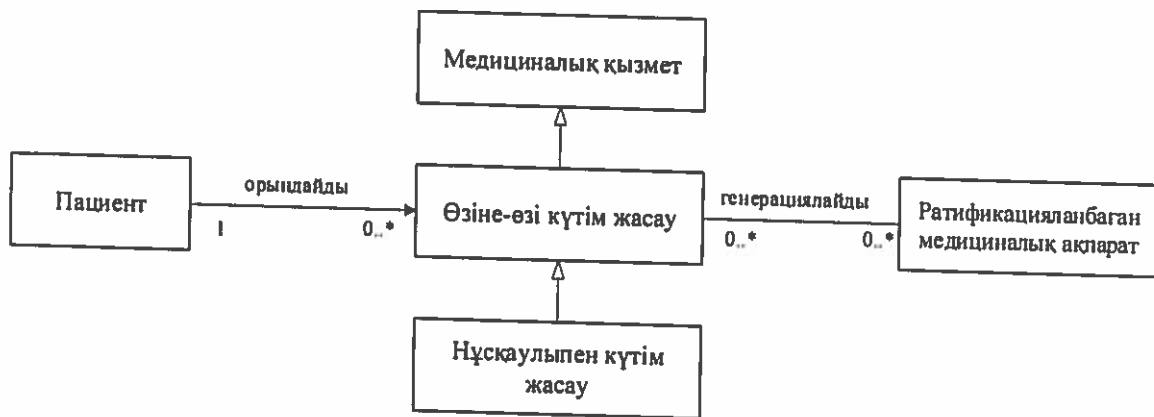 Медициналық қызмет
Пациент
орындайды
1
0..*
Өзіне-өзі күтім жасау
генерациялайды
0..*
0..*
Ратификацияланбаған
медициналық ақпарат
Нұсқаулыпен күтім
жасау